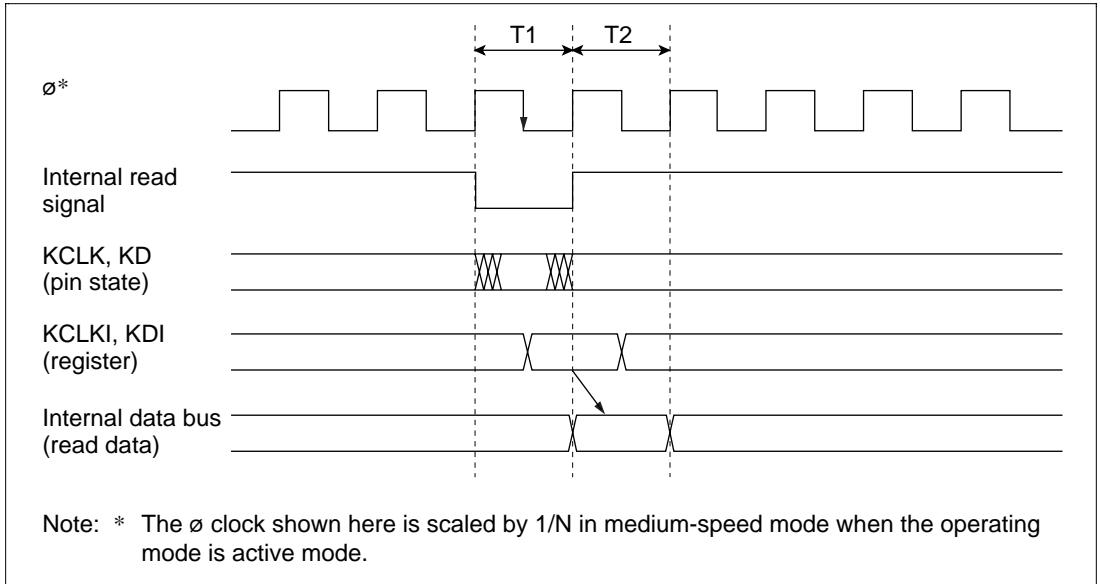 T1 T2
ø*
Internal read
signal
KCLK, KD
(pin state)
KCLKI, KDI
(register)
Internal data bus
(read data)
Note: * The ø clock shown here is scaled by 1/N in medium-speed mode when the operating
mode is active mode.